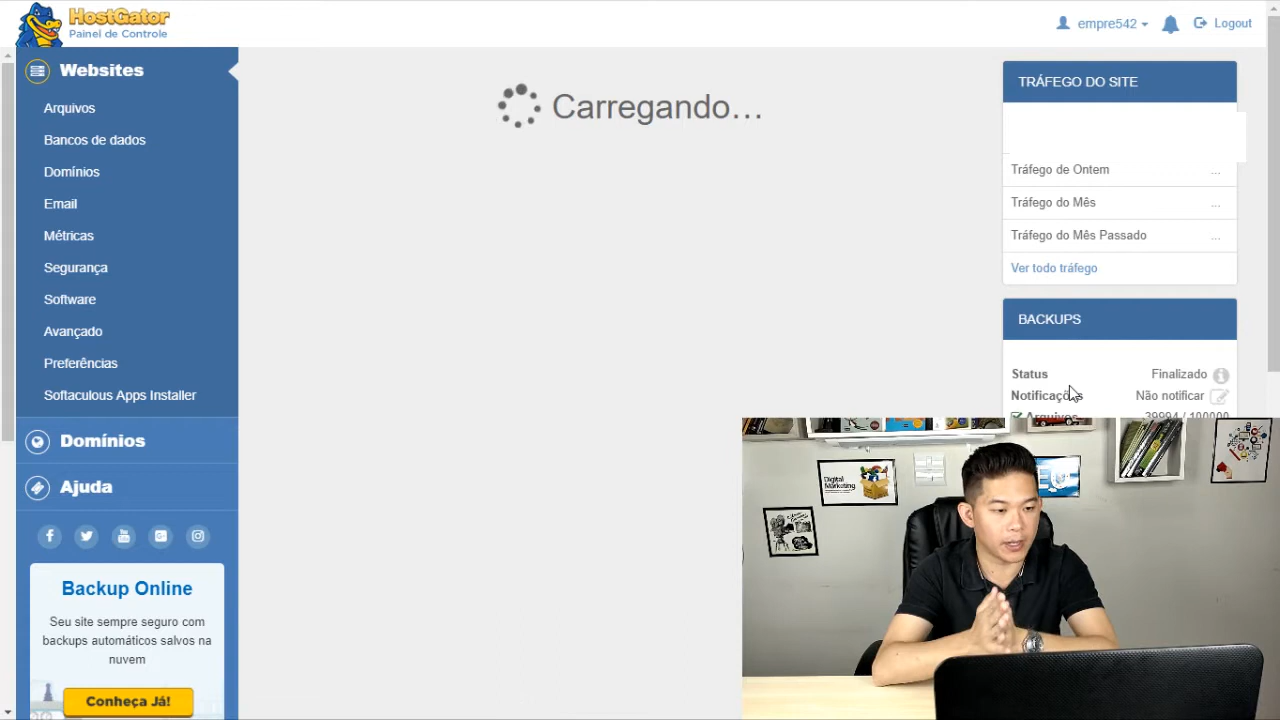 HostGator
Painel de Controle
empre542
Logout
Websites
Arquivos
Bancos de dados
Domínios
Email
Métricas
Segurança
Software
Avançado
Preferências
Softaculous Apps Installer
Domínios
Ajuda
Backup Online
Seu site sempre seguro com
backups automáticos salvos na
nuvem
Conheça Já!
Carregando...
TRÁFEGO DO SITE
Tráfego de Ontem ...
Tráfego do Mês ...
Tráfego do Mês Passado ...
Ver todo tráfego
BACKUPS
Status Finalizado
Notificações Não notificar
Arquivos 39994 / 100000
Digital
Marketing